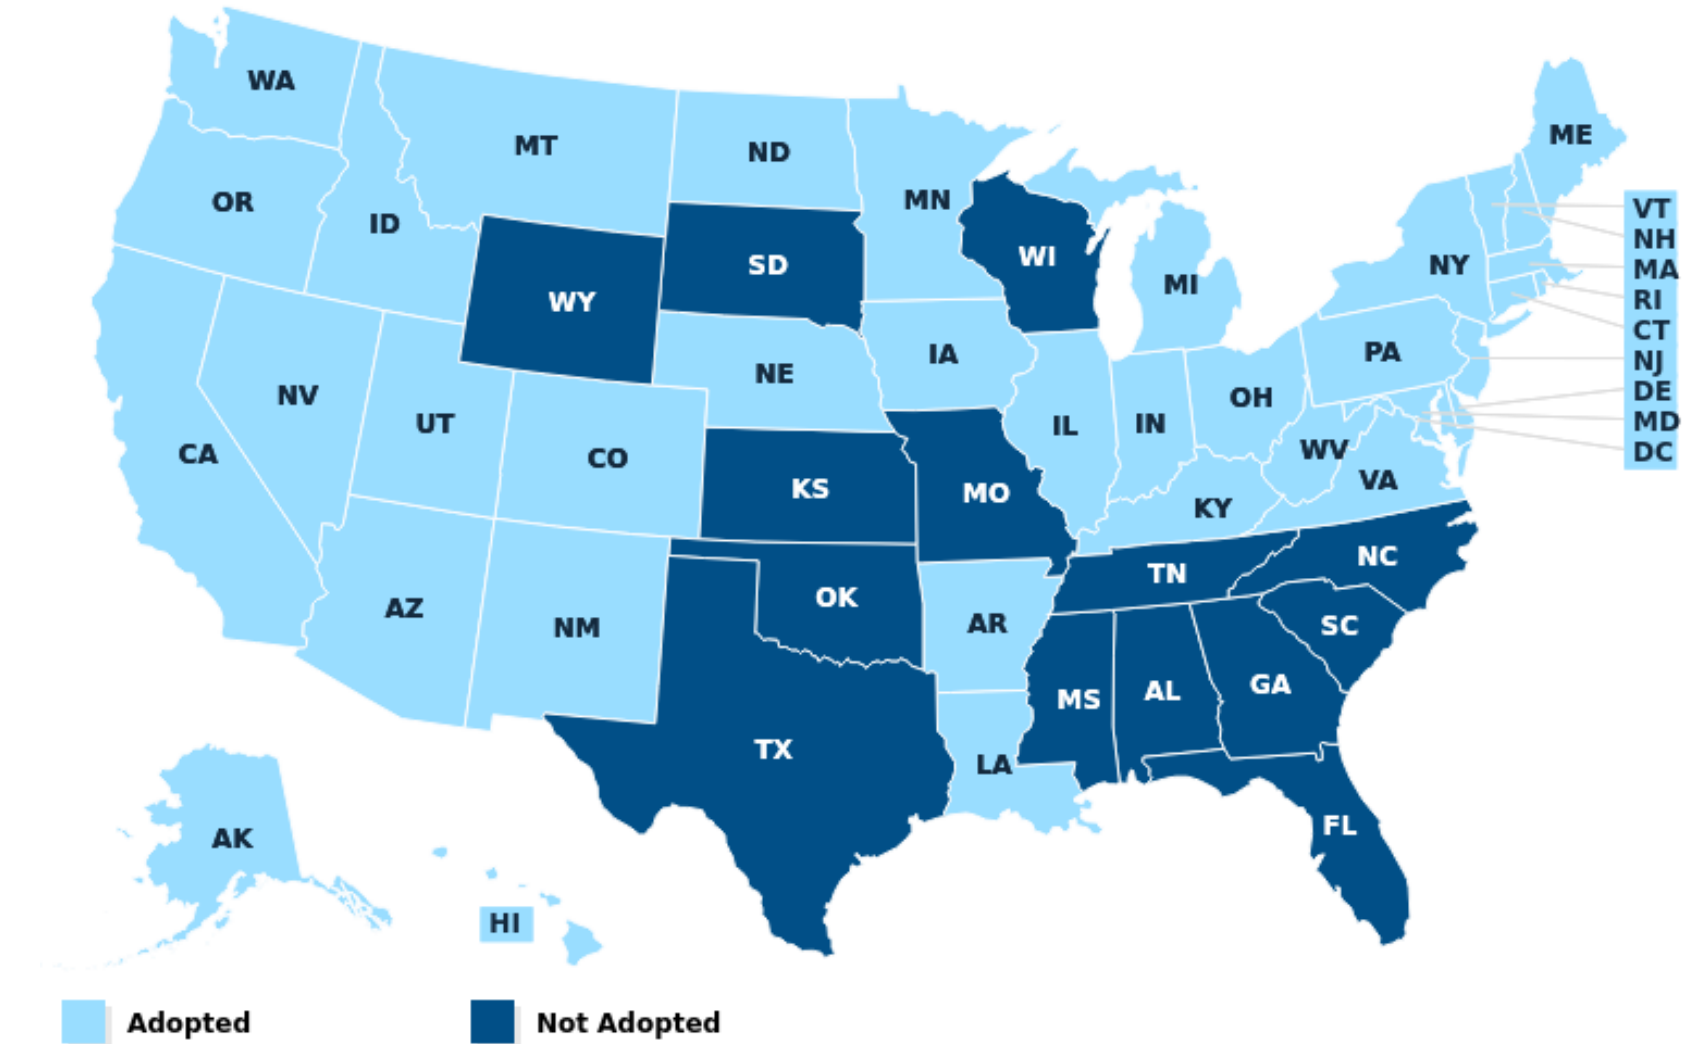 WA
ME
MT
ND
MN
OR
VT
ID
NH
WI
SD
NY
MA
MI
RI
WY
CT
IA
PA
NJ
NE
DE
NV
OH
MD
UT
IL
IN
WV
DC
CA
CO
VA
KS
MO
KY
NC
TN
OK
AZ
AR
SC
NM
GA
AL
MS
TX
LA
FL
AK
HI
Adopted
Not Adopted